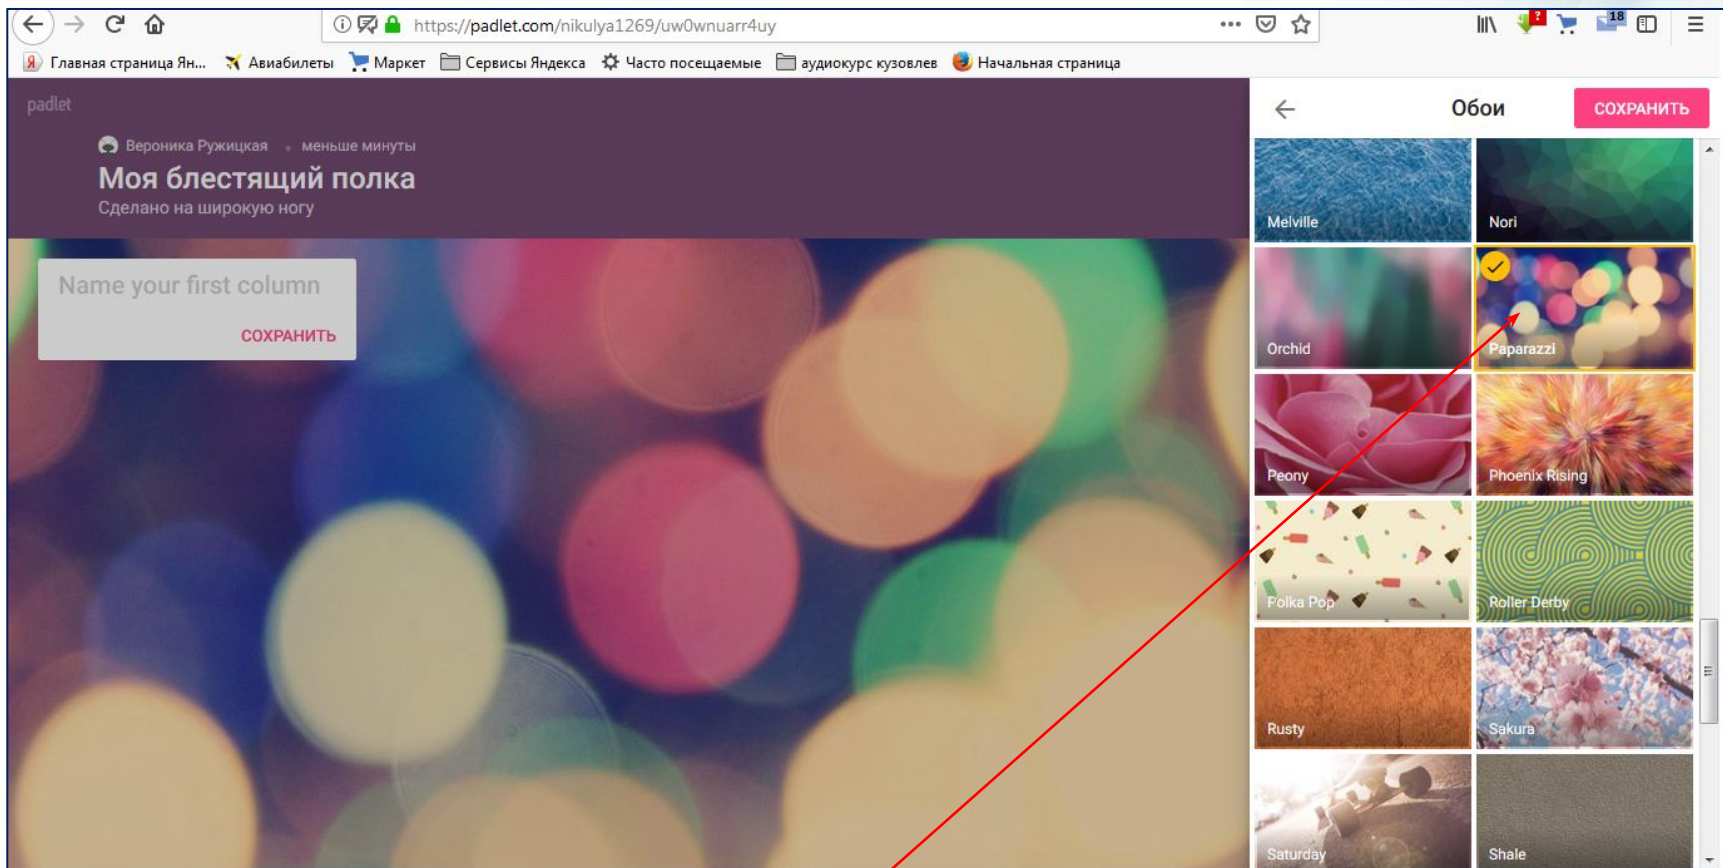 https://padlet.com/nikulya1269/uw0wnuarr4uy
18
Главная страница Ян... Авиабилеты Маркет Сервисы Яндекса Часто посещаемые аудиокурс кузовлев Начальная страница
padlet
Вероника Ружицкая • меньше минуты
Моя блестящий полка
Сделано на широкую ногу
Name your first column
СОХРАНИТЬ
Обои
СОХРАНИТЬ
Melville
Nori
Orchid
Paparazzi
Peony
Phoenix Rising
Polka Pop
Roller Derby
Rusty
Sakura
Saturday
Shale